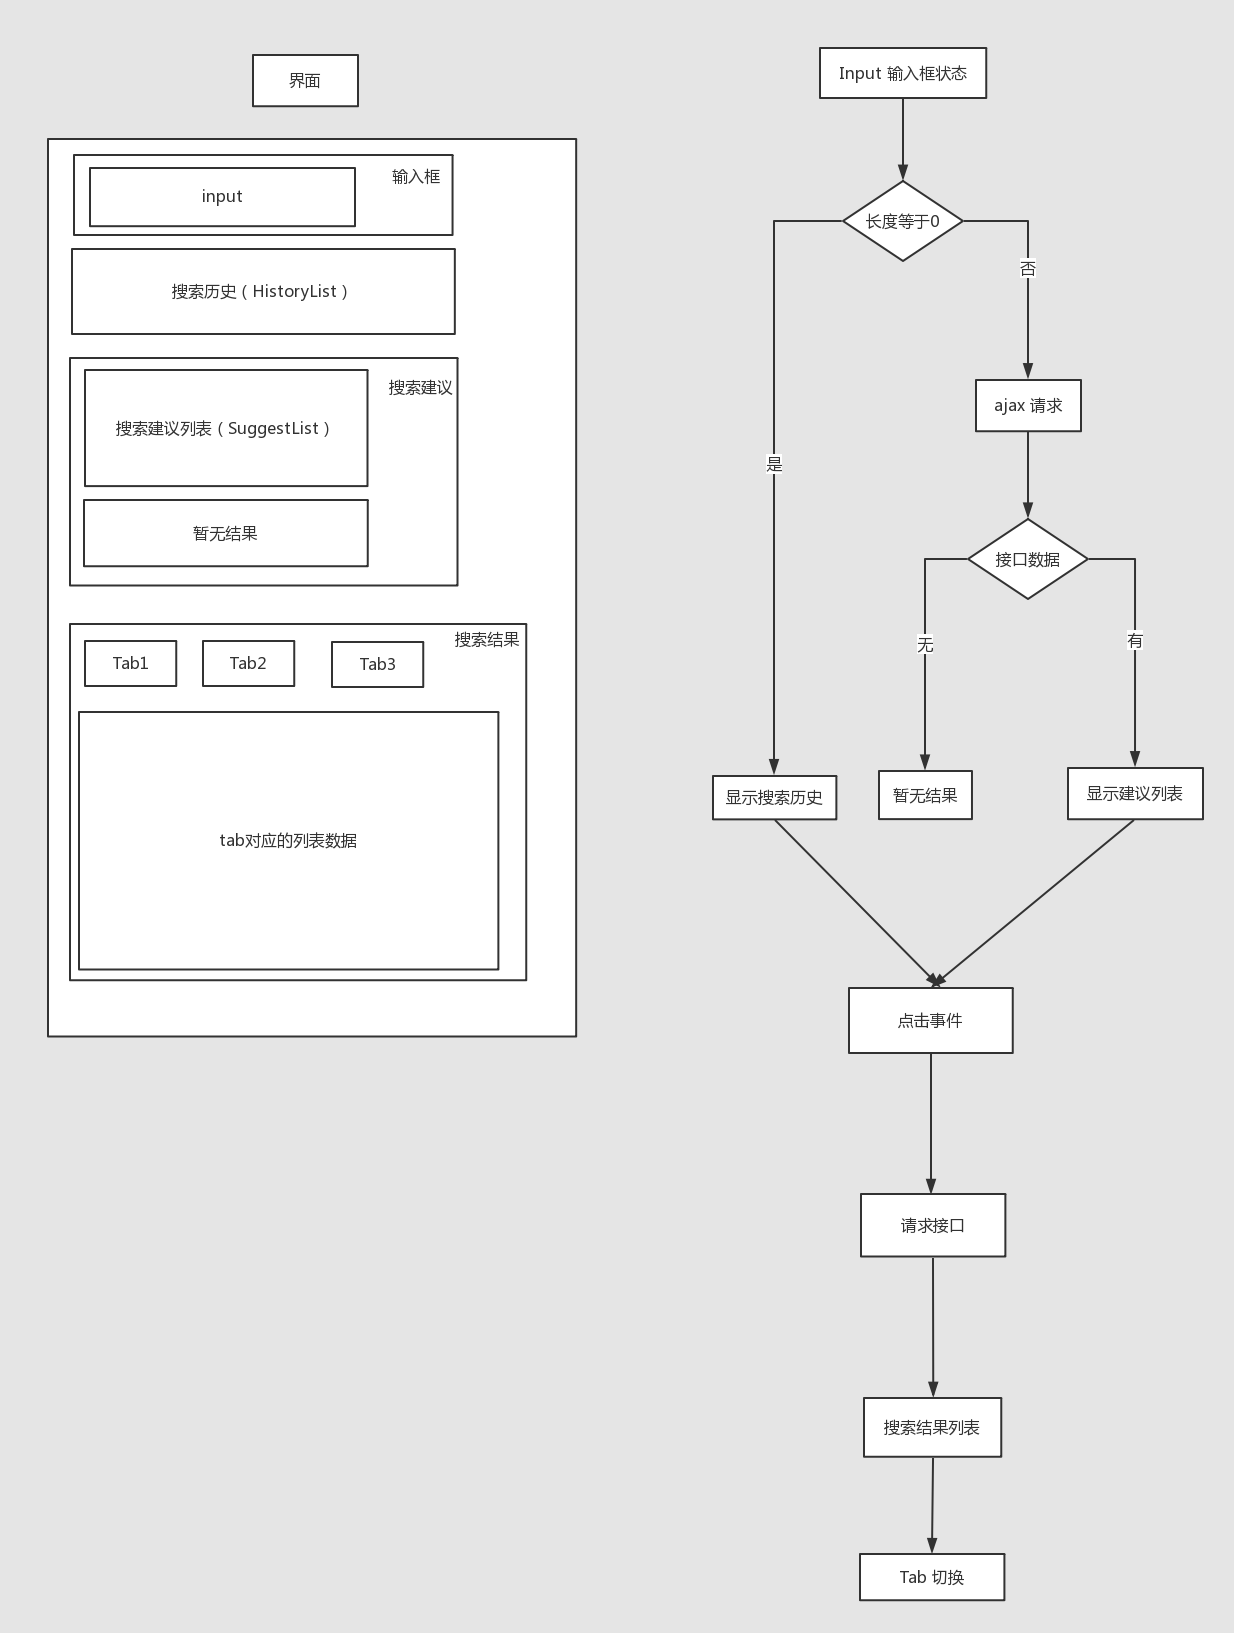 界面
输入框
input
搜索历史（HistoryList）
搜索建议
搜索建议列表（SuggestList）
暂无结果
搜索结果
Tab1
Tab2
Tab3
tab对应的列表数据
Input 输入框状态
长度等于0
否
是
ajax 请求
接口数据
无
有
显示搜索历史
暂无结果
显示建议列表
点击事件
请求接口
搜索结果列表
Tab 切换